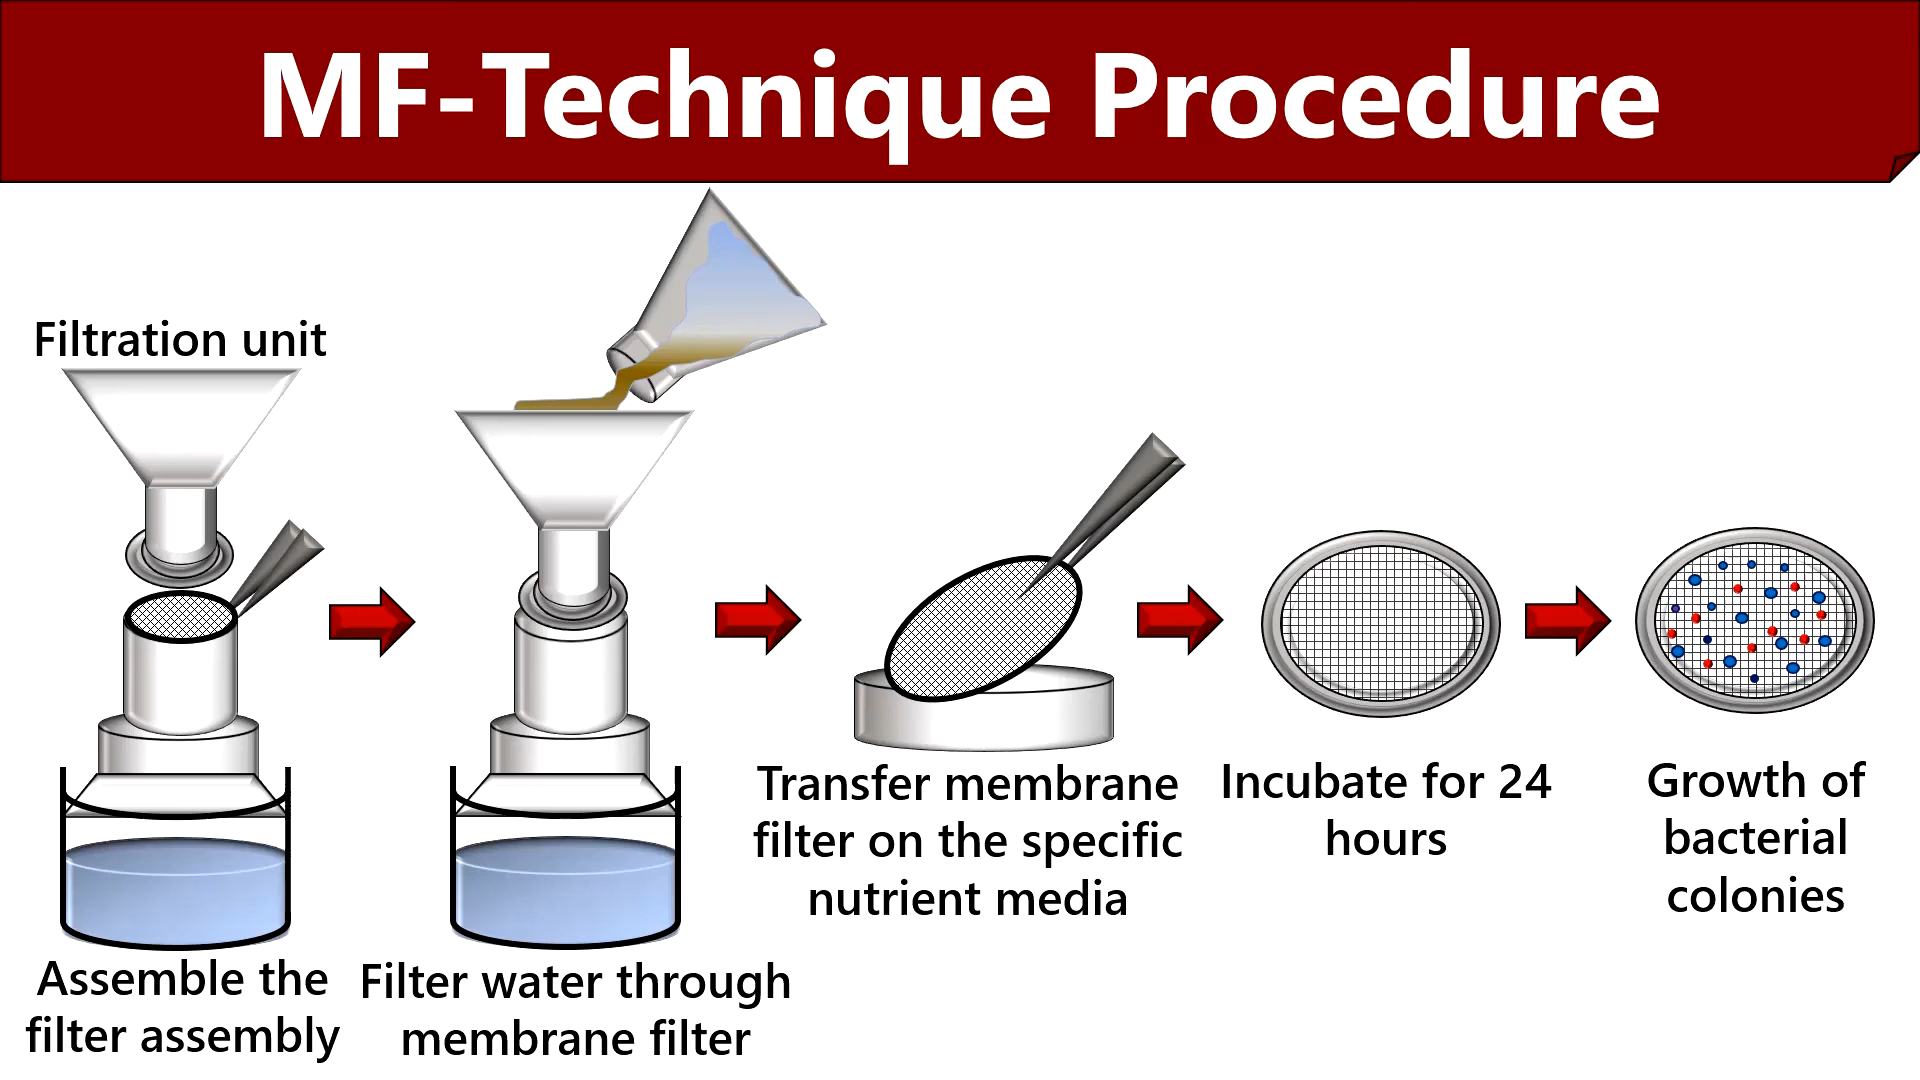 MF-Technique Procedure
Filtration unit
Assemble the
filter assembly
Filter water through
membrane filter
Transfer membrane
filter on the specific
nutrient media
Incubate for 24
hours
Growth of
bacterial
colonies